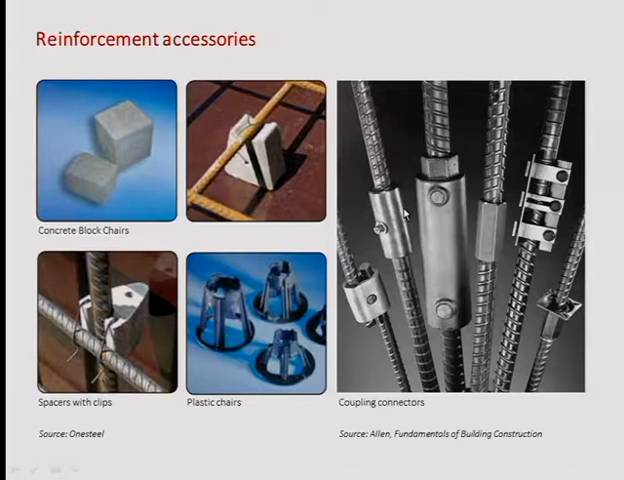 Reinforcement accessories
Concrete Block Chairs
Spacers with clips
Plastic chairs
Coupling connectors
Source: Onesteel
Source: Allen, Fundamentals of Building Construction